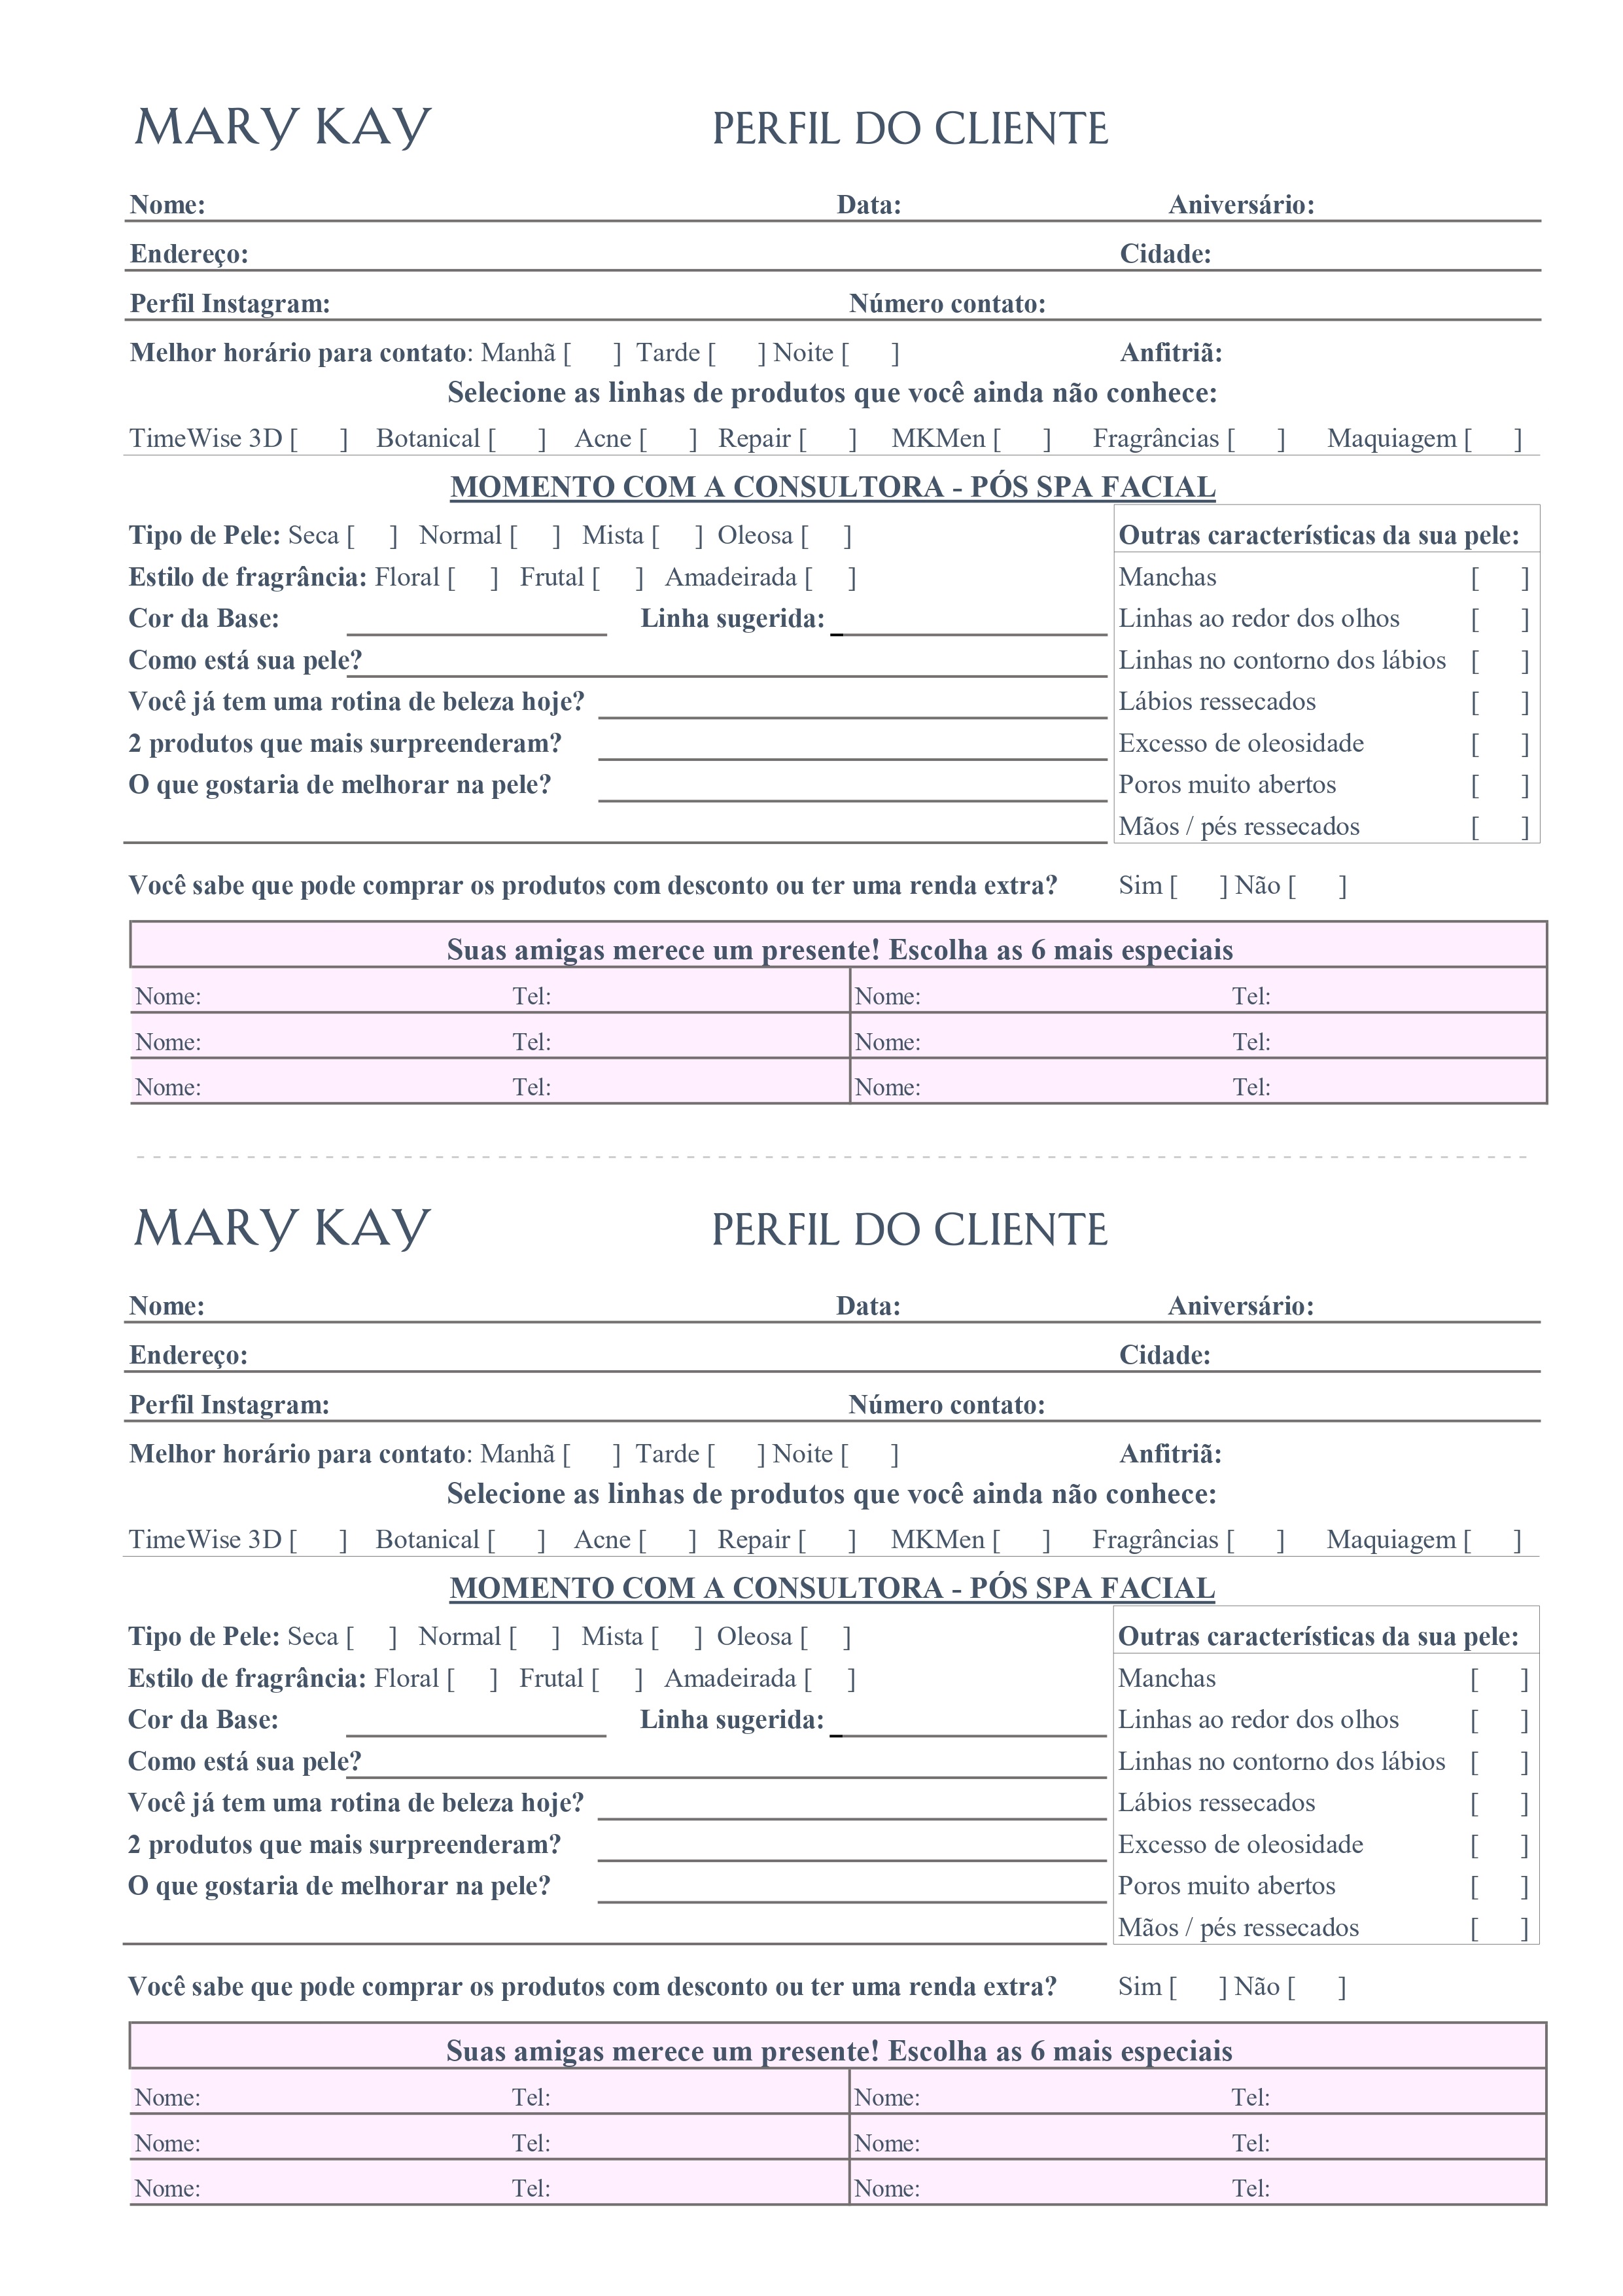 MARY KAY PERFIL DO CLIENTE
Nome: Data: Aniversário:
Endereço: Cidade:
Perfil Instagram: Número contato:
Melhor horário para contato: Manhã [ ] Tarde [ ] Noite [ ] Anfitriã:
Selecione as linhas de produtos que você ainda não conhece:
TimeWise 3D [ ] Botanical [ ] Acne [ ] Repair [ ] MKMen [ ] Fragrâncias [ ] Maquiagem [ ]
MOMENTO COM A CONSULTORA - PÓS SPA FACIAL
Tipo de Pele: Seca [ ] Normal [ ] Mista [ ] Oleosa [ ] Outras características da sua pele:
Estilo de fragrância: Floral [ ] Frutal [ ] Amadeirada [ ] Manchas [ ]
Cor da Base: Linha sugerida: _ Linhas ao redor dos olhos [ ]
Como está sua pele? Linhas no contorno dos lábios [ ]
Você já tem uma rotina de beleza hoje? Lábios ressecados [ ]
2 produtos que mais surpreenderam? Excesso de oleosidade [ ]
O que gostaria de melhorar na pele? Poros muito abertos [ ]
Mãos / pés ressecados [ ]
Você sabe que pode comprar os produtos com desconto ou ter uma renda extra? Sim [ ] Não [ ]
Suas amigas merece um presente! Escolha as 6 mais especiais
Nome: Tel: Nome: Tel:
Nome: Tel: Nome: Tel:
Nome: Tel: Nome: Tel:
MARY KAY PERFIL DO CLIENTE
Nome: Data: Aniversário:
Endereço: Cidade:
Perfil Instagram: Número contato:
Melhor horário para contato: Manhã [ ] Tarde [ ] Noite [ ] Anfitriã:
Selecione as linhas de produtos que você ainda não conhece:
TimeWise 3D [ ] Botanical [ ] Acne [ ] Repair [ ] MKMen [ ] Fragrâncias [ ] Maquiagem [ ]
MOMENTO COM A CONSULTORA - PÓS SPA FACIAL
Tipo de Pele: Seca [ ] Normal [ ] Mista [ ] Oleosa [ ] Outras características da sua pele:
Estilo de fragrância: Floral [ ] Frutal [ ] Amadeirada [ ] Manchas [ ]
Cor da Base: Linha sugerida: _ Linhas ao redor dos olhos [ ]
Como está sua pele? Linhas no contorno dos lábios [ ]
Você já tem uma rotina de beleza hoje? Lábios ressecados [ ]
2 produtos que mais surpreenderam? Excesso de oleosidade [ ]
O que gostaria de melhorar na pele? Poros muito abertos [ ]
Mãos / pés ressecados [ ]
Você sabe que pode comprar os produtos com desconto ou ter uma renda extra? Sim [ ] Não [ ]
Suas amigas merece um presente! Escolha as 6 mais especiais
Nome: Tel: Nome: Tel:
Nome: Tel: Nome: Tel:
Nome: Tel: Nome: Tel: